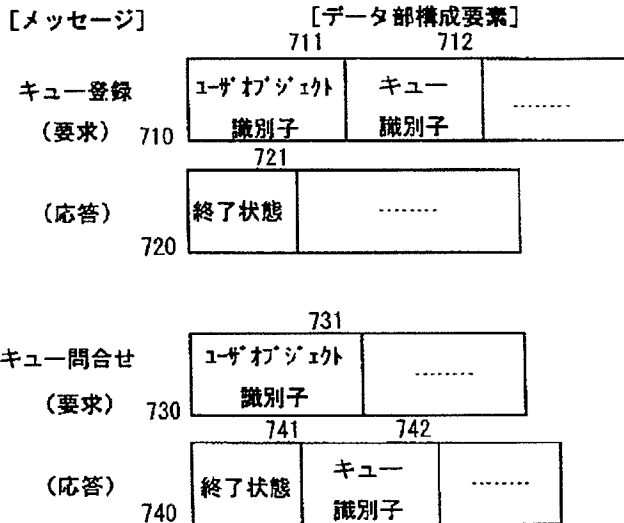 [メッセージ] [データ部構成要素]
711 712
キュー登録 ユーザオブジェクト キュー ........
(要求) 710 識別子 識別子
721
(応答) 終了状態 ........
720
731
キュー問合せ ユーザオブジェクト ........
(要求) 730 識別子
741 742
(応答) 終了状態 キュー ........
740 識別子